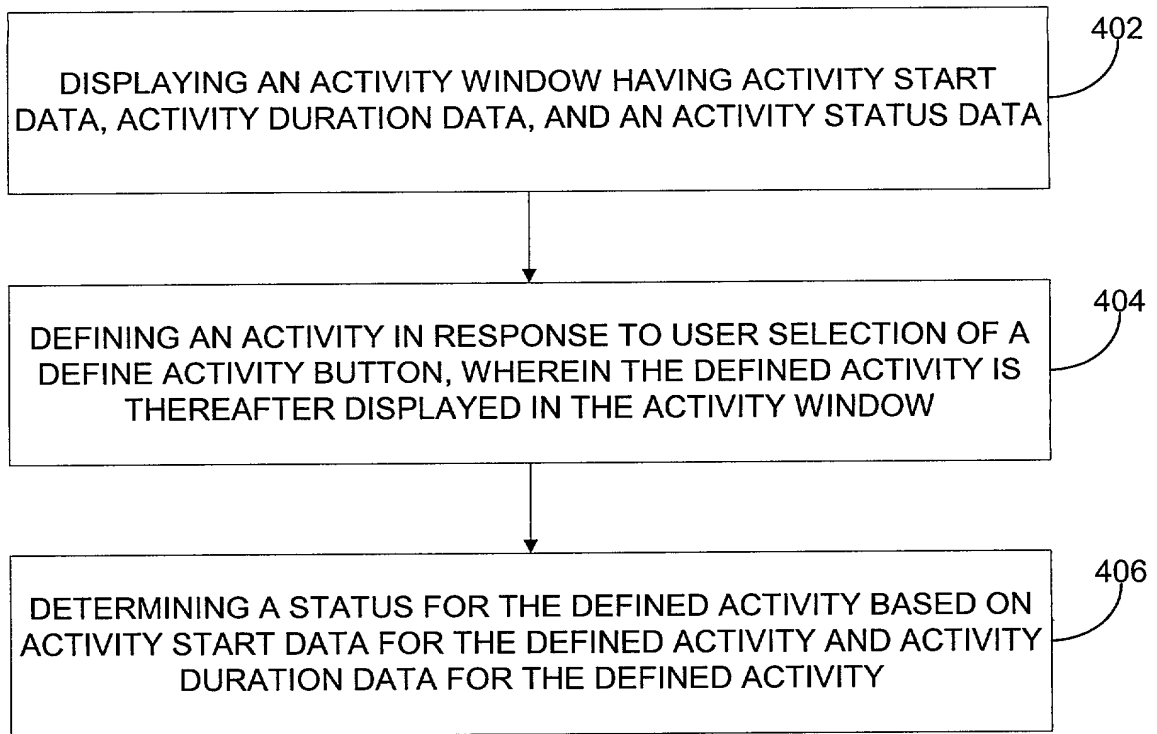 402
DISPLAYING AN ACTIVITY WINDOW HAVING ACTIVITY START
DATA, ACTIVITY DURATION DATA, AND AN ACTIVITY STATUS DATA
404
DEFINING AN ACTIVITY IN RESPONSE TO USER SELECTION OF A
DEFINE ACTIVITY BUTTON, WHEREIN THE DEFINED ACTIVITY IS
THEREAFTER DISPLAYED IN THE ACTIVITY WINDOW
406
DETERMINING A STATUS FOR THE DEFINED ACTIVITY BASED ON
ACTIVITY START DATA FOR THE DEFINED ACTIVITY AND ACTIVITY
DURATION DATA FOR THE DEFINED ACTIVITY